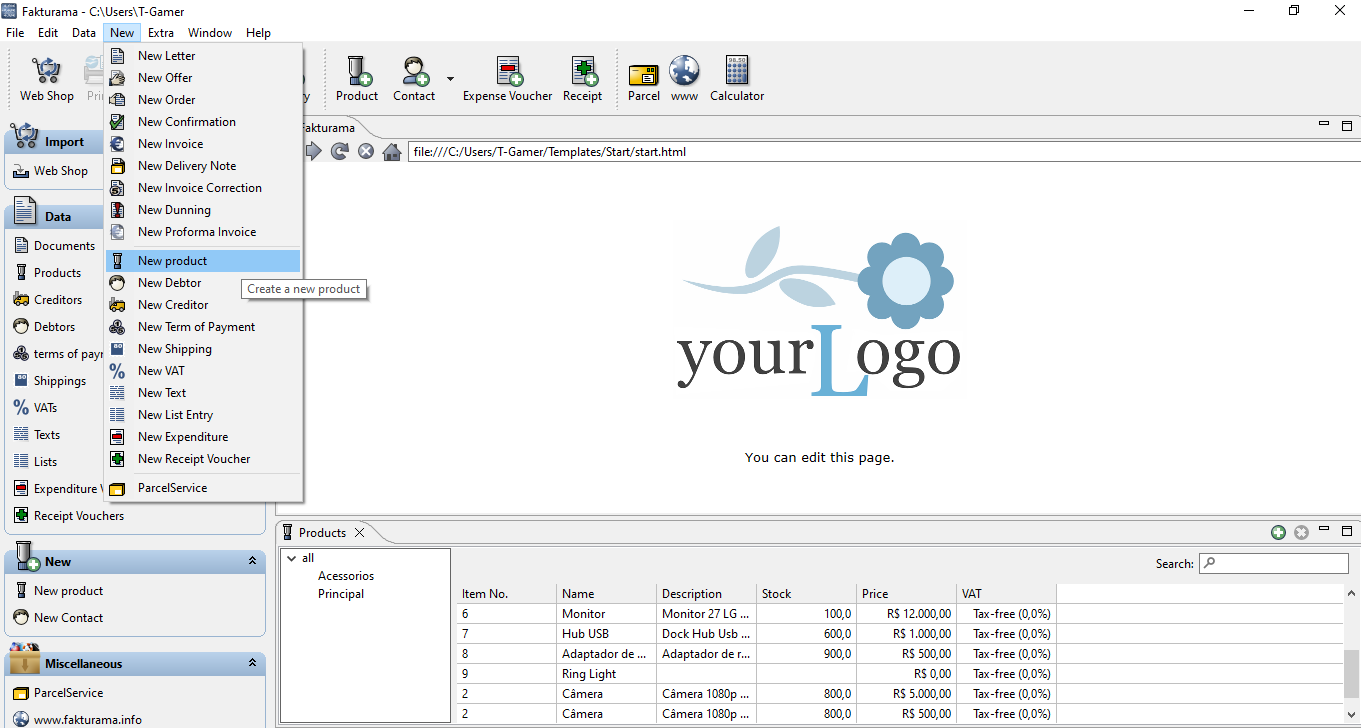 Fakturama - C:\Users\T-Gamer
File Edit Data New Extra Window Help
Web Shop
Product Contact Expense Voucher Receipt Parcel www Calculator
New Letter
New Offer
New Order
New Confirmation
New Invoice
New Delivery Note
New Invoice Correction
New Dunning
New Proforma Invoice
New product
Create a new product
New Debtor
New Creditor
New Term of Payment
New Shipping
New VAT
New Text
New List Entry
New Expenditure
New Receipt Voucher
ParcelService
Import
Web Shop
Data
Documents
Products
Creditors
Debtors
terms of payr
Shippings
VATs
Texts
Lists
Expenditure
Receipt Vouchers
New
New product
New Contact
Miscellaneous
ParcelService
www.fakturama.info
Fakturama
file:///C:/Users/T-Gamer/Templates/Start/start.html
yourLogo
You can edit this page.
Products
all
Acessorios
Principal
Search:
Item No. Name Description Stock Price VAT
6 Monitor Monitor 27 LG ... 100,0 R$ 12.000,00 Tax-free (0,0%)
7 Hub USB Dock Hub Usb ... 600,0 R$ 1.000,00 Tax-free (0,0%)
8 Adaptador de ... Adaptador de r... 900,0 R$ 500,00 Tax-free (0,0%)
9 Ring Light R$ 0,00 Tax-free (0,0%)
2 Câmera Câmera 1080p ... 800,0 R$ 5.000,00 Tax-free (0,0%)
2 Câmera Câmera 1080p ... 800,0 R$ 500,00 Tax-free (0,0%)